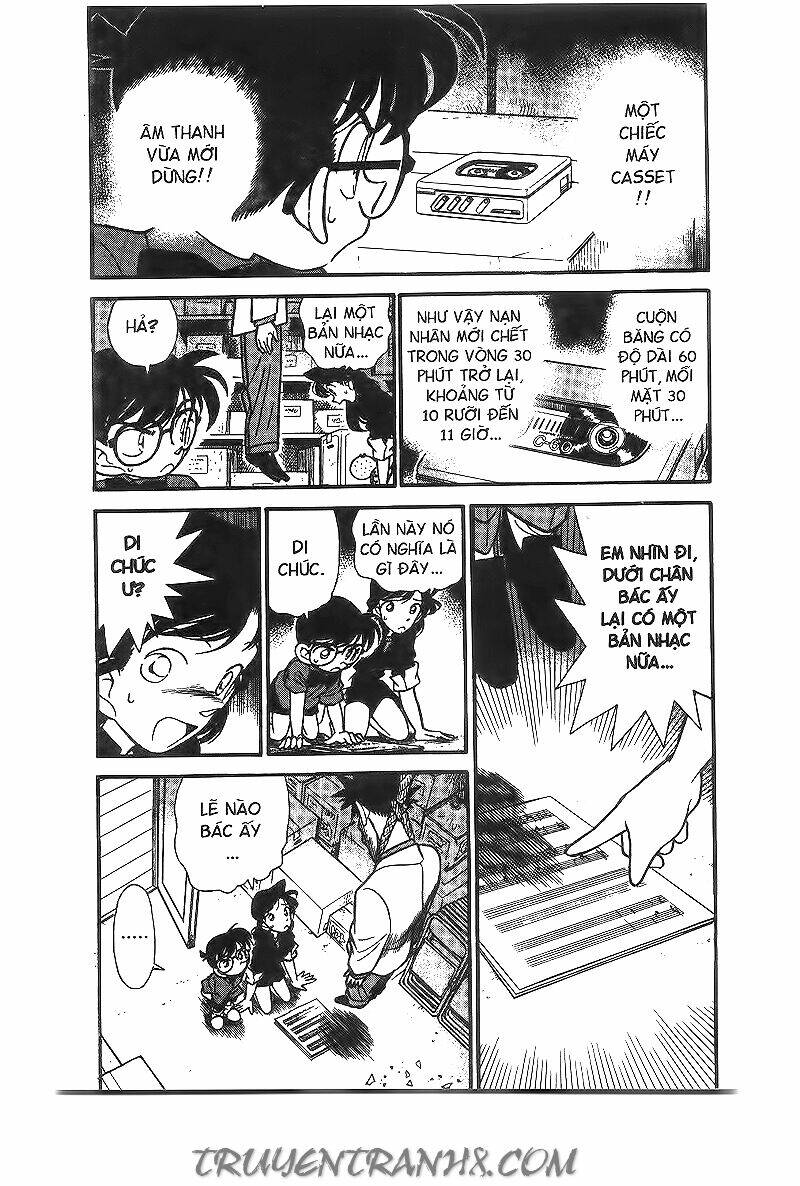 MỘT
CHIẾC
MÁY
CASSET
!!
ÂM THANH
VỪA MỚI
DỪNG!!
CUỘN
BĂNG CÓ
ĐỘ DÀI 60
PHÚT, MỖI
MẶT 30
PHÚT...
NHƯ VẬY NẠN
NHÂN MỚI CHẾT
TRONG VÒNG 30
PHÚT TRỞ LẠI,
KHOẢNG TỪ
10 RƯỠI ĐẾN
11 GIỜ...
C-60
LẠI MỘT
BẢN NHẠC
NỮA...
HẢ?
EM NHÌN ĐI,
DƯỚI CHÂN
BÁC ẤY
LẠI CÓ MỘT
BẢN NHẠC
NỮA...
LẦN NÀY NÓ
CÓ NGHĨA LÀ
GÌ ĐÂY...
DI
CHÚC.
DI
CHÚC
Ư?
LẼ NÀO
BÁC ẤY
...
......
TRUYENTRANH8.COM